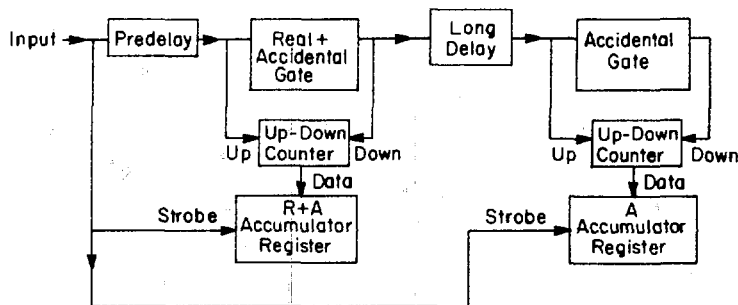 Input
Predelay
Real +
Accidental
Gate
Long
Delay
Accidental
Gate
Up
Up-Down
Counter
Down
Up
Up-Down
Counter
Down
Data
Data
Strobe
R+A
Accumulator
Register
Strobe
A
Accumulator
Register